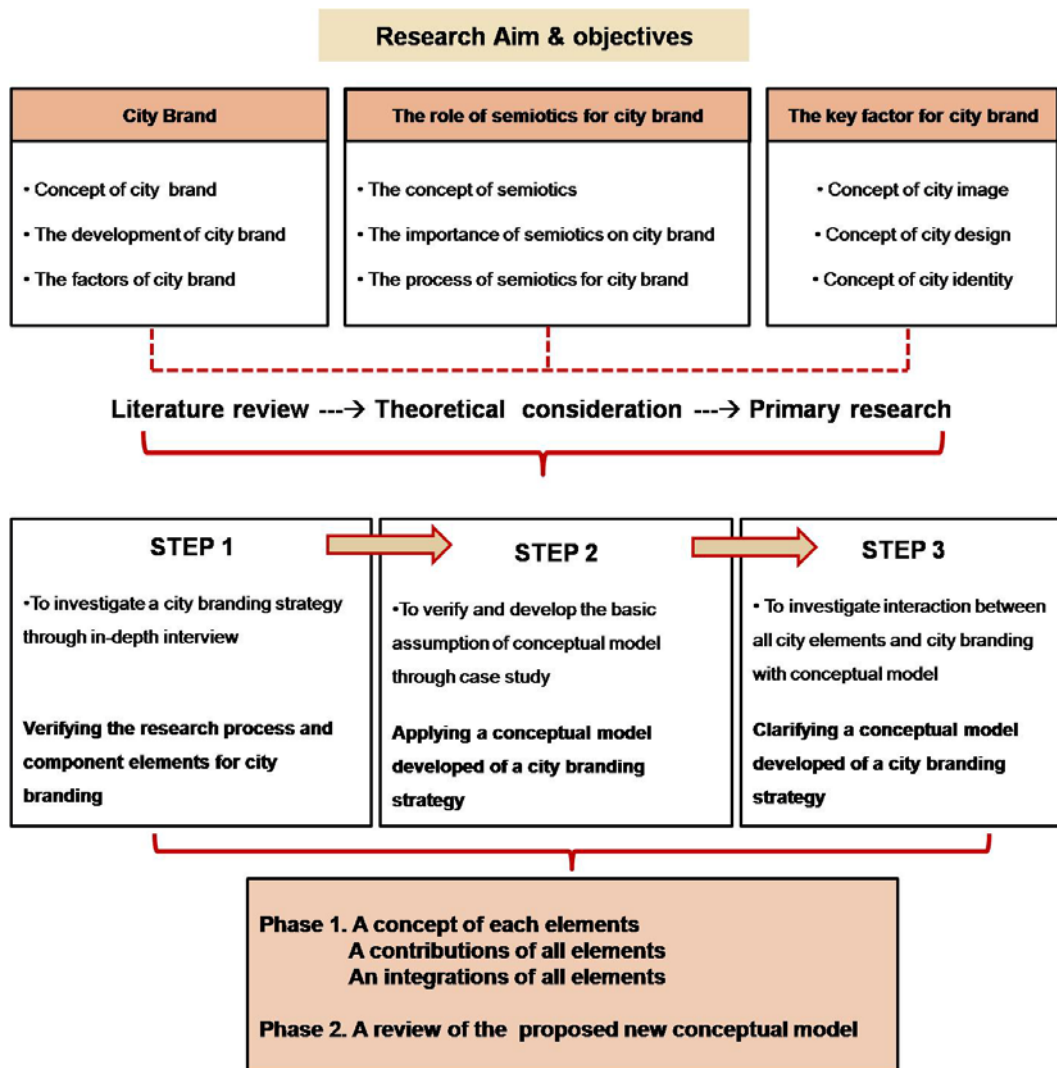 Research Aim & objectives
City Brand
• Concept of city brand
• The development of city brand
• The factors of city brand
The role of semiotics for city brand
• The concept of semiotics
• The importance of semiotics on city brand
• The process of semiotics for city brand
The key factor for city brand
• Concept of city image
• Concept of city design
• Concept of city identity
Literature review ---→ Theoretical consideration ---→ Primary research
STEP 1
•To investigate a city branding strategy
through in-depth interview
Verifying the research process and
component elements for city
branding
STEP 2
•To verify and develop the basic
assumption of conceptual model
through case study
Applying a conceptual model
developed of a city branding
strategy
STEP 3
• To investigate interaction between
all city elements and city branding
with conceptual model
Clarifying a conceptual model
developed of a city branding
strategy
Phase 1. A concept of each elements
A contributions of all elements
An integrations of all elements
Phase 2. A review of the proposed new conceptual model